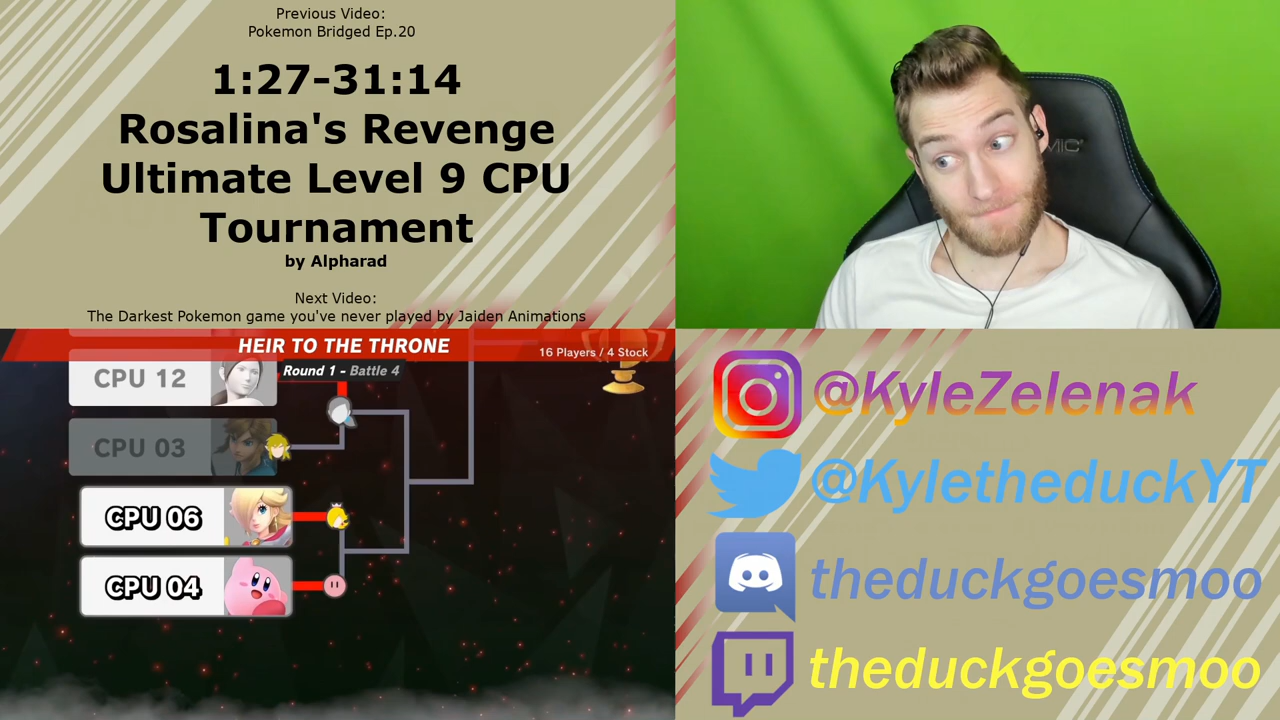 Previous Video:
Pokemon Bridged Ep.20
1:27-31:14
Rosalina's Revenge
Ultimate Level 9 CPU
Tournament
by Alpharad
Next Video:
The Darkest Pokemon game you've never played by Jaiden Animations
HEIR TO THE THRONE
16 Players / 4 Stock
Round 1 - Battle 4
CPU 12
CPU 03
CPU 06
CPU 04
@KyleZelenak
@KyletheduckYT
theduckgoesmoo
theduckgoesmoo